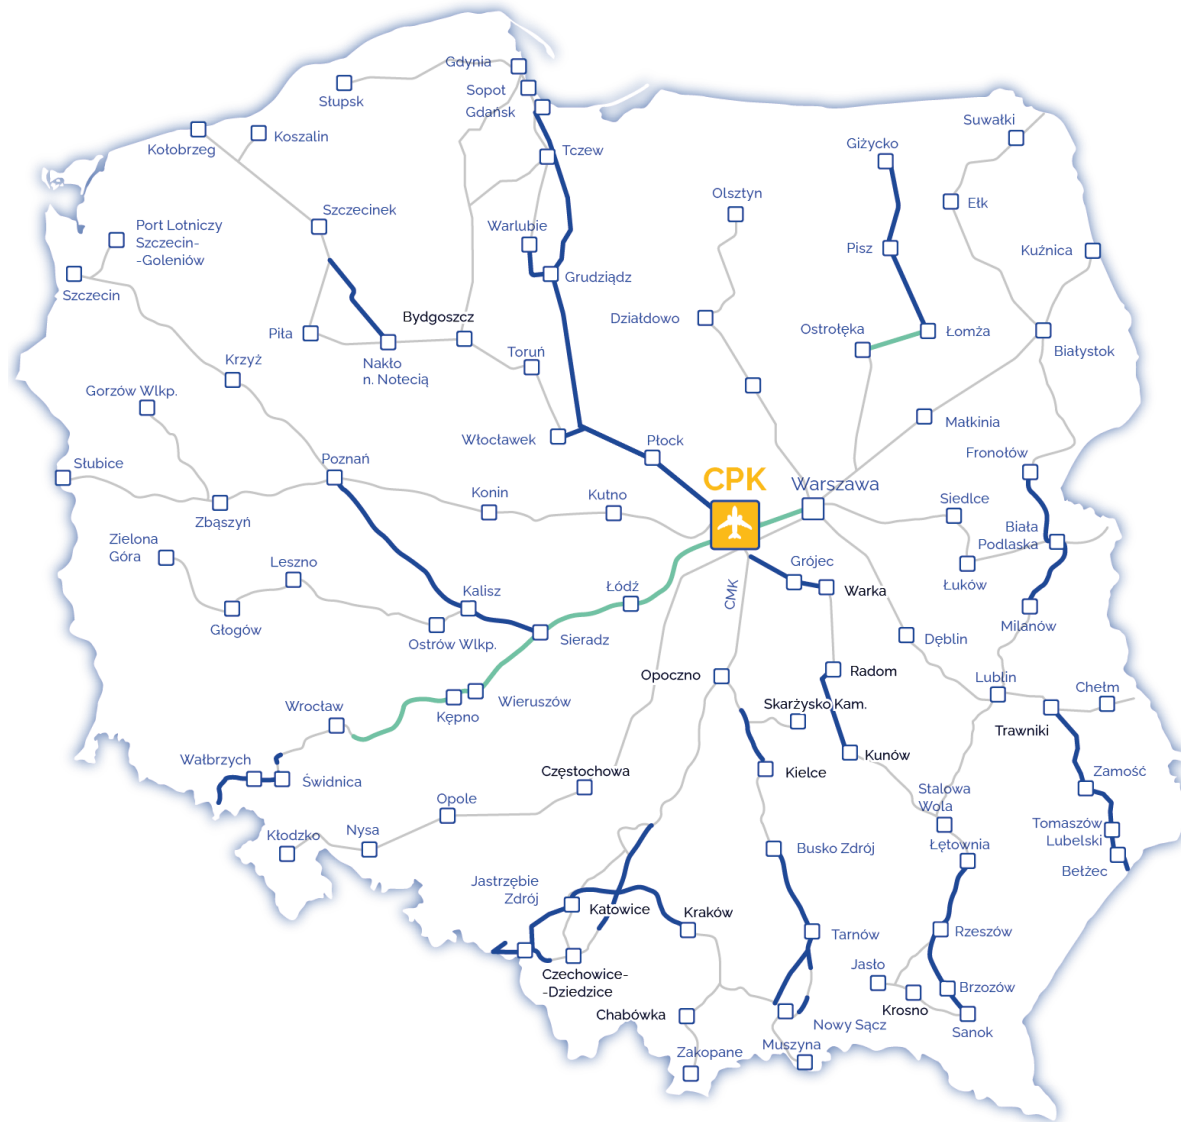 Gdynia
Słupsk
Sopot
Gdańsk
Kołobrzeg
Koszalin
Tczew
Suwałki
Giżycko
Olsztyn
Ełk
Szczecinek
Warlubie
Port Lotniczy
Szczecin-
-Goleniów
Pisz
Kuźnica
Szczecin
Grudziądz
Bydgoszcz
Działdowo
Ostrołęka
Łomża
Piła
Toruń
Białystok
Krzyż
Nakło
n. Notecią
Gorzów Wlkp.
Małkinia
Włocławek
Płock
Fronołów
Słubice
Poznań
CPK
Warszawa
Konin
Kutno
Siedlce
Zbąszyń
Biała
Podlaska
Zielona
Góra
Leszno
Grójec
Łuków
Kalisz
Łódź
CMK
Warka
Głogów
Ostrów Wlkp.
Sieradz
Milanów
Dęblin
Opoczno
Radom
Lublin
Chełm
Wrocław
Kępno
Wieruszów
Skarżysko Kam.
Trawniki
Wałbrzych
Świdnica
Częstochowa
Kielce
Kunów
Zamość
Opole
Stalowa
Wola
Kłodzko
Nysa
Tomaszów
Lubelski
Busko Zdrój
Łętownia
Bełżec
Jastrzębie
Zdrój
Katowice
Kraków
Tarnów
Rzeszów
Jasło
Czechowice-
-Dziedzice
Brzozów
Chabówka
Krosno
Nowy Sącz
Sanok
Zakopane
Muszyna